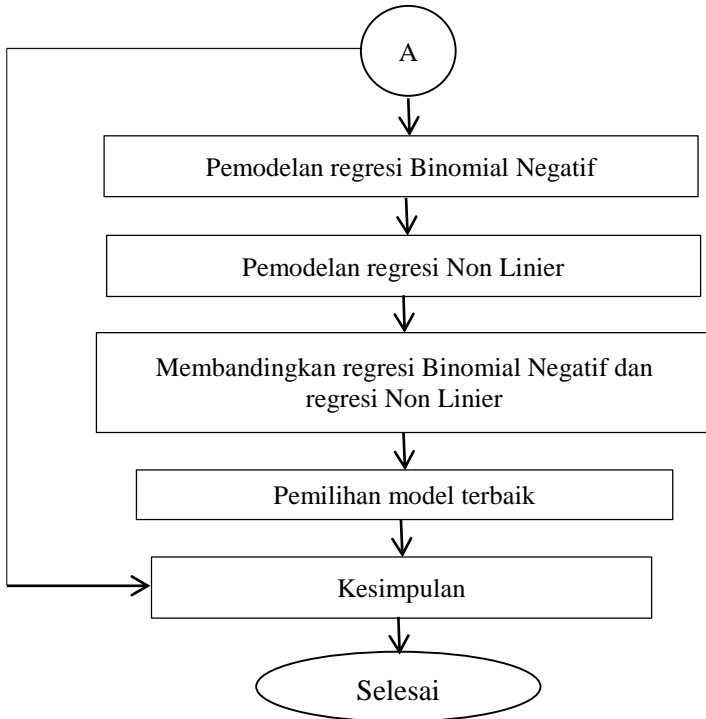 A
Pemodelan regresi Binomial Negatif
Pemodelan regresi Non Linier
Membandingkan regresi Binomial Negatif dan
regresi Non Linier
Pemilihan model terbaik
Kesimpulan
Selesai